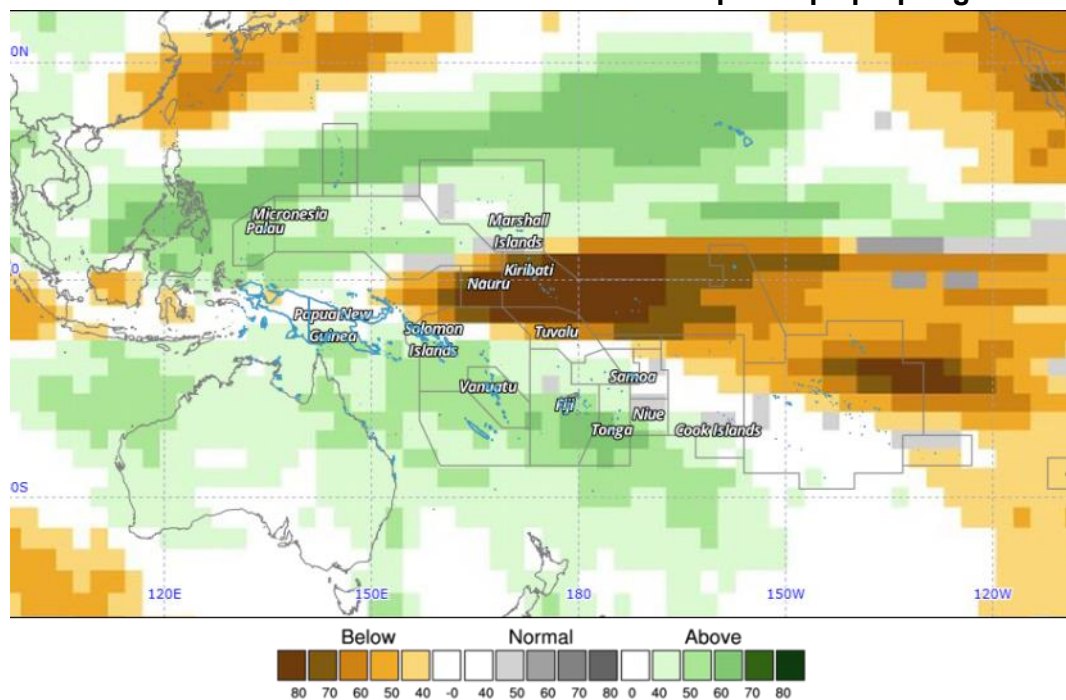 0N
Micronesia
Palau
Marshall
Islands
0
Kiribati
Nauru
Papua New
Guinea
Solomon
Islands
Tuvalu
Samoa
Vanuatu
Fiji
Niue
Tonga
Cook Islands
0S
120E 150E 180 150W 120W
Below Normal Above
80 70 60 50 40 -0 40 50 60 70 80 0 40 50 60 70 80